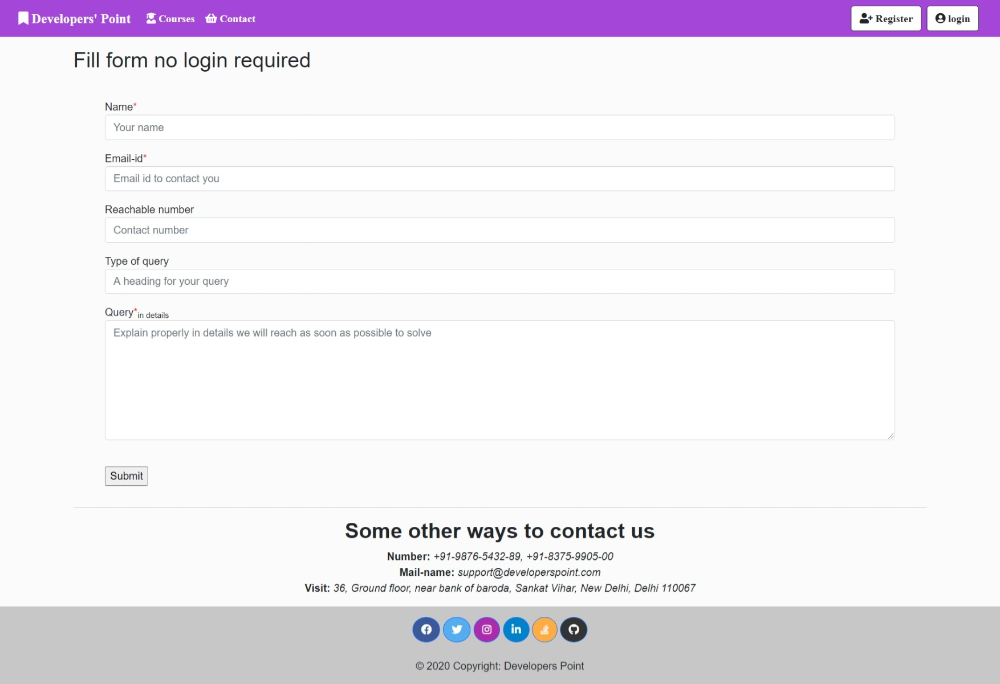 Developers' Point Courses Contact Register login
Fill form no login required
Name*
Your name
Email-id*
Email id to contact you
Reachable number
Contact number
Type of query
A heading for your query
Query*in details
Explain properly in details we will reach as soon as possible to solve
Submit
Some other ways to contact us
Number: +91-9876-5432-89, +91-8375-9905-00
Mail-name: support@developerspoint.com
Visit: 36, Ground floor, near bank of baroda, Sankat Vihar, New Delhi, Delhi 110067
© 2020 Copyright: Developers Point